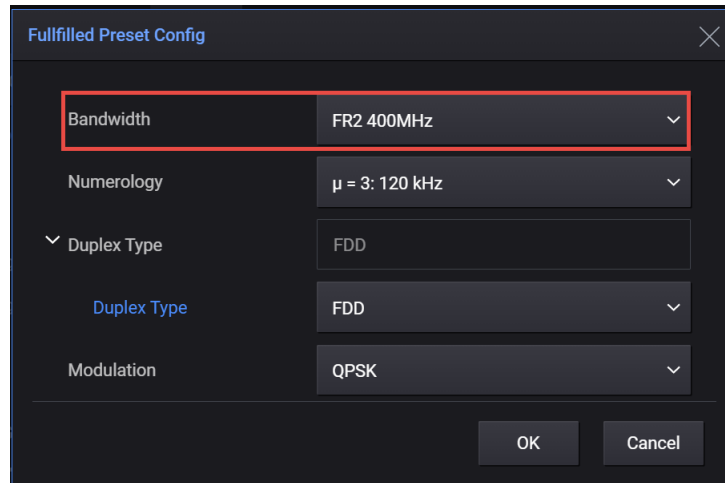 Fullfilled Preset Config
Bandwidth FR2 400MHz
Numerology μ = 3: 120 kHz
Duplex Type FDD
Duplex Type FDD
Modulation QPSK
OK Cancel